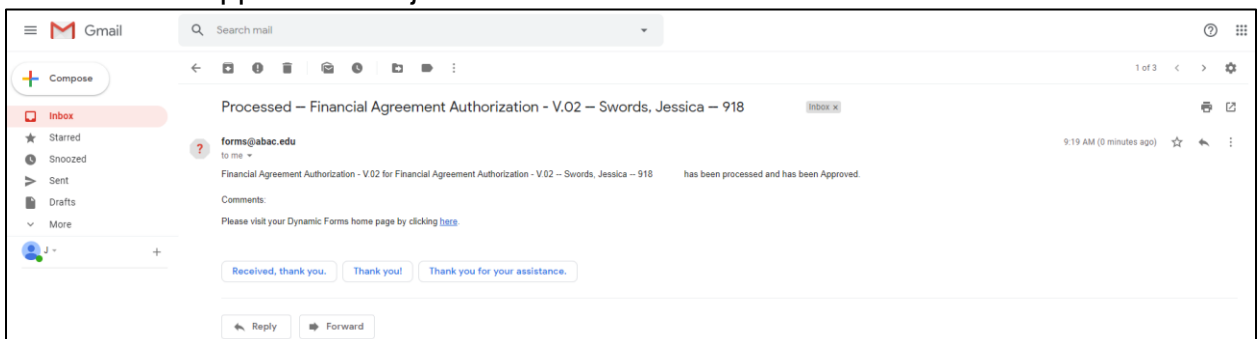 Gmail
Search mail
Compose
1 of 3
Processed – Financial Agreement Authorization - V.02 – Swords, Jessica – 918 Inbox x
Inbox
Starred
forms@abac.edu 9:19 AM (0 minutes ago)
? to me
Snoozed
Financial Agreement Authorization - V.02 for Financial Agreement Authorization - V.02 -- Swords, Jessica -- 918 has been processed and has been Approved.
Sent
Drafts
Comments:
More
Please visit your Dynamic Forms home page by clicking here.
J
Received, thank you. Thank you! Thank you for your assistance.
Reply Forward